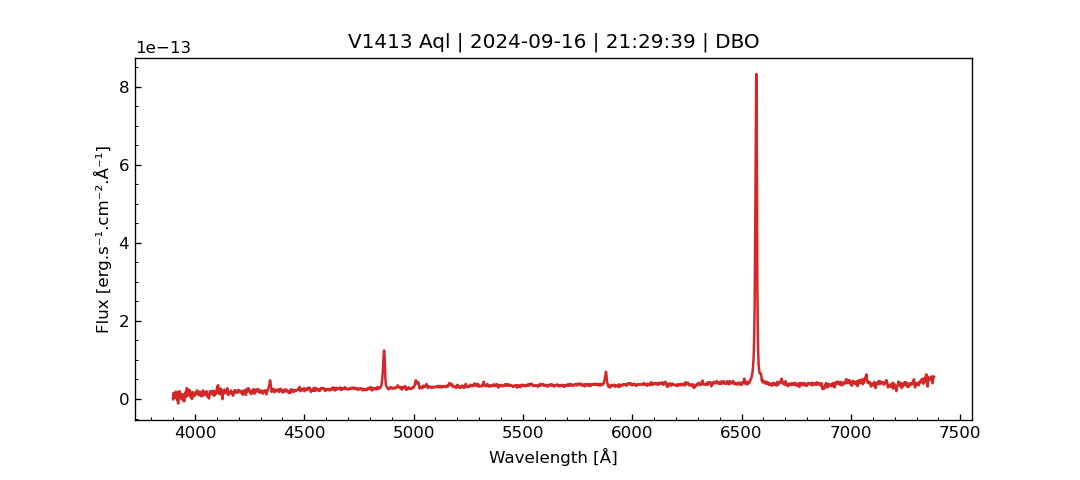 V1413 Aql | 2024-09-16 | 21:29:39 | DBO
1e−13
8
6
4
2
0
Flux [erg.s⁻¹.cm⁻².Å⁻¹]
4000 4500 5000 5500 6000 6500 7000 7500
Wavelength [Å]